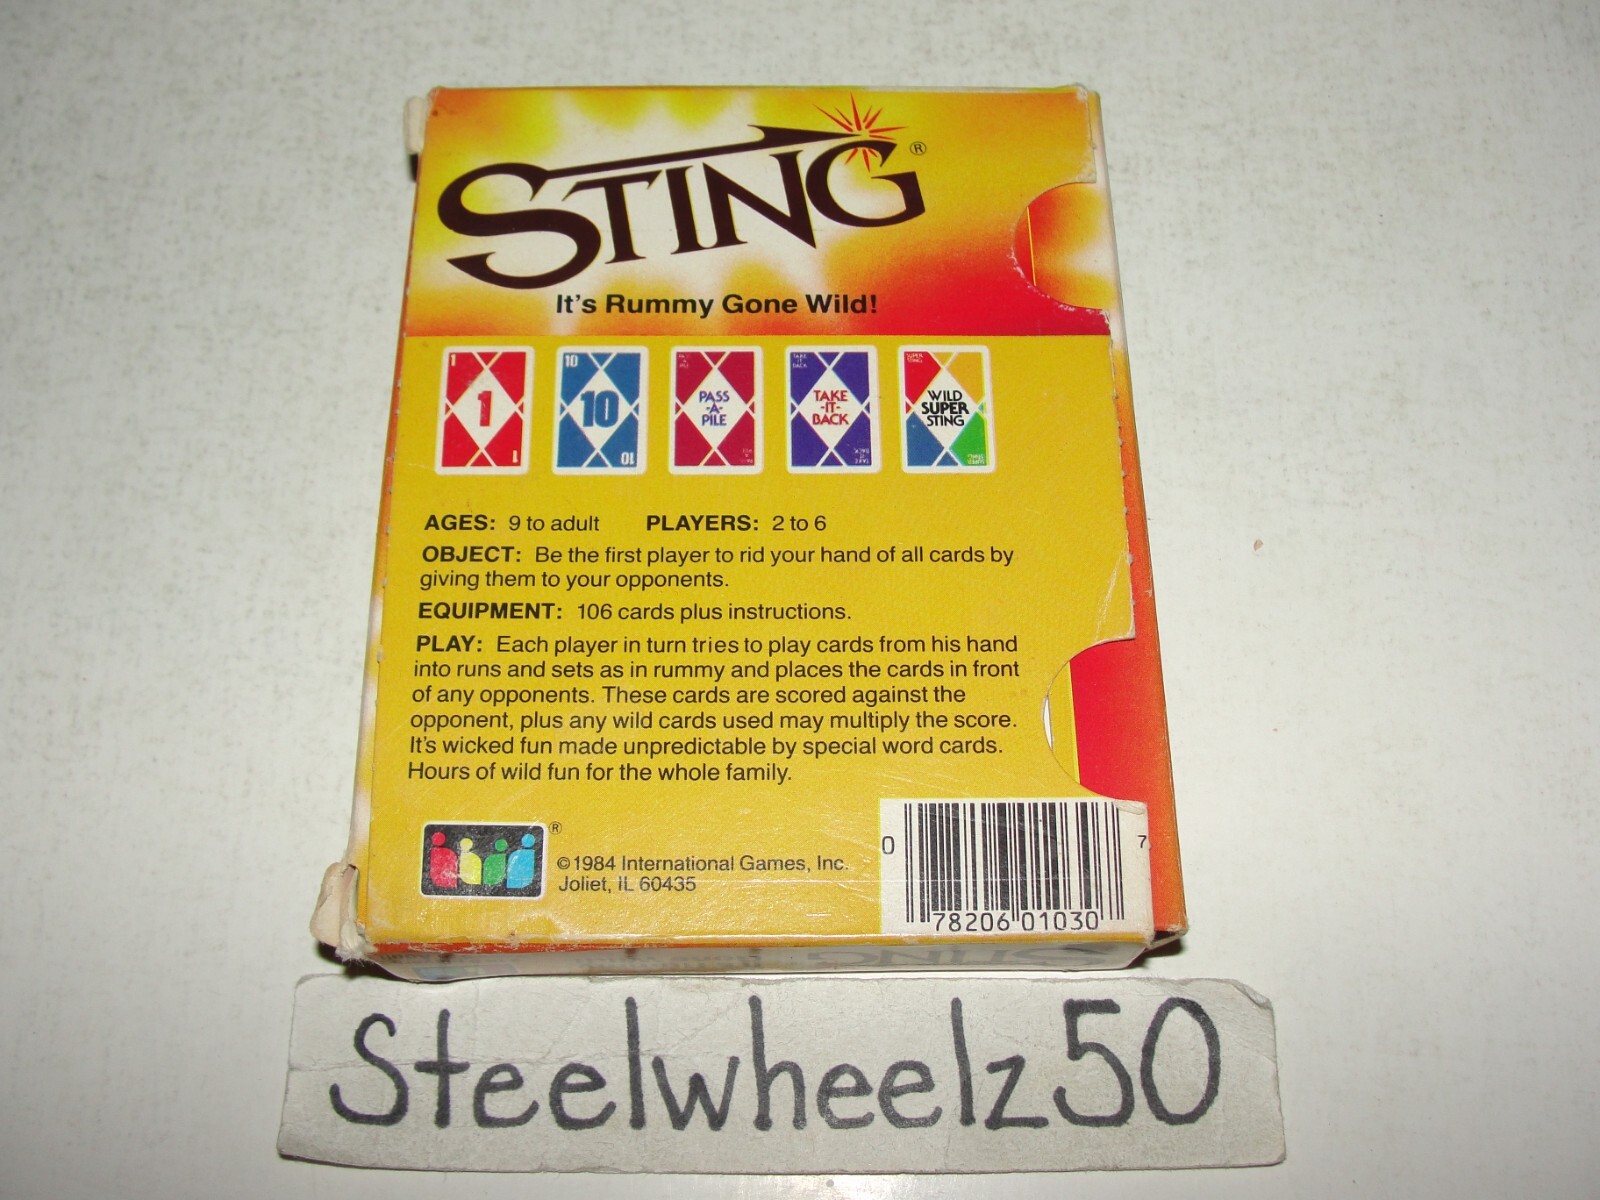 STING®
It's Rummy Gone Wild!
1 10 PASS TAKE WILD
1 10 -A- -IT- SUPER
1 10 PILE BACK STING
AGES: 9 to adult PLAYERS: 2 to 6
OBJECT: Be the first player to rid your hand of all cards by
giving them to your opponents.
EQUIPMENT: 106 cards plus instructions.
PLAY: Each player in turn tries to play cards from his hand
into runs and sets as in rummy and places the cards in front
of any opponents. These cards are scored against the
opponent, plus any wild cards used may multiply the score.
It's wicked fun made unpredictable by special word cards.
Hours of wild fun for the whole family.
®
©1984 International Games, Inc.
Joliet, IL 60435
0 78206 01030 7
STING
Steelwheelz50